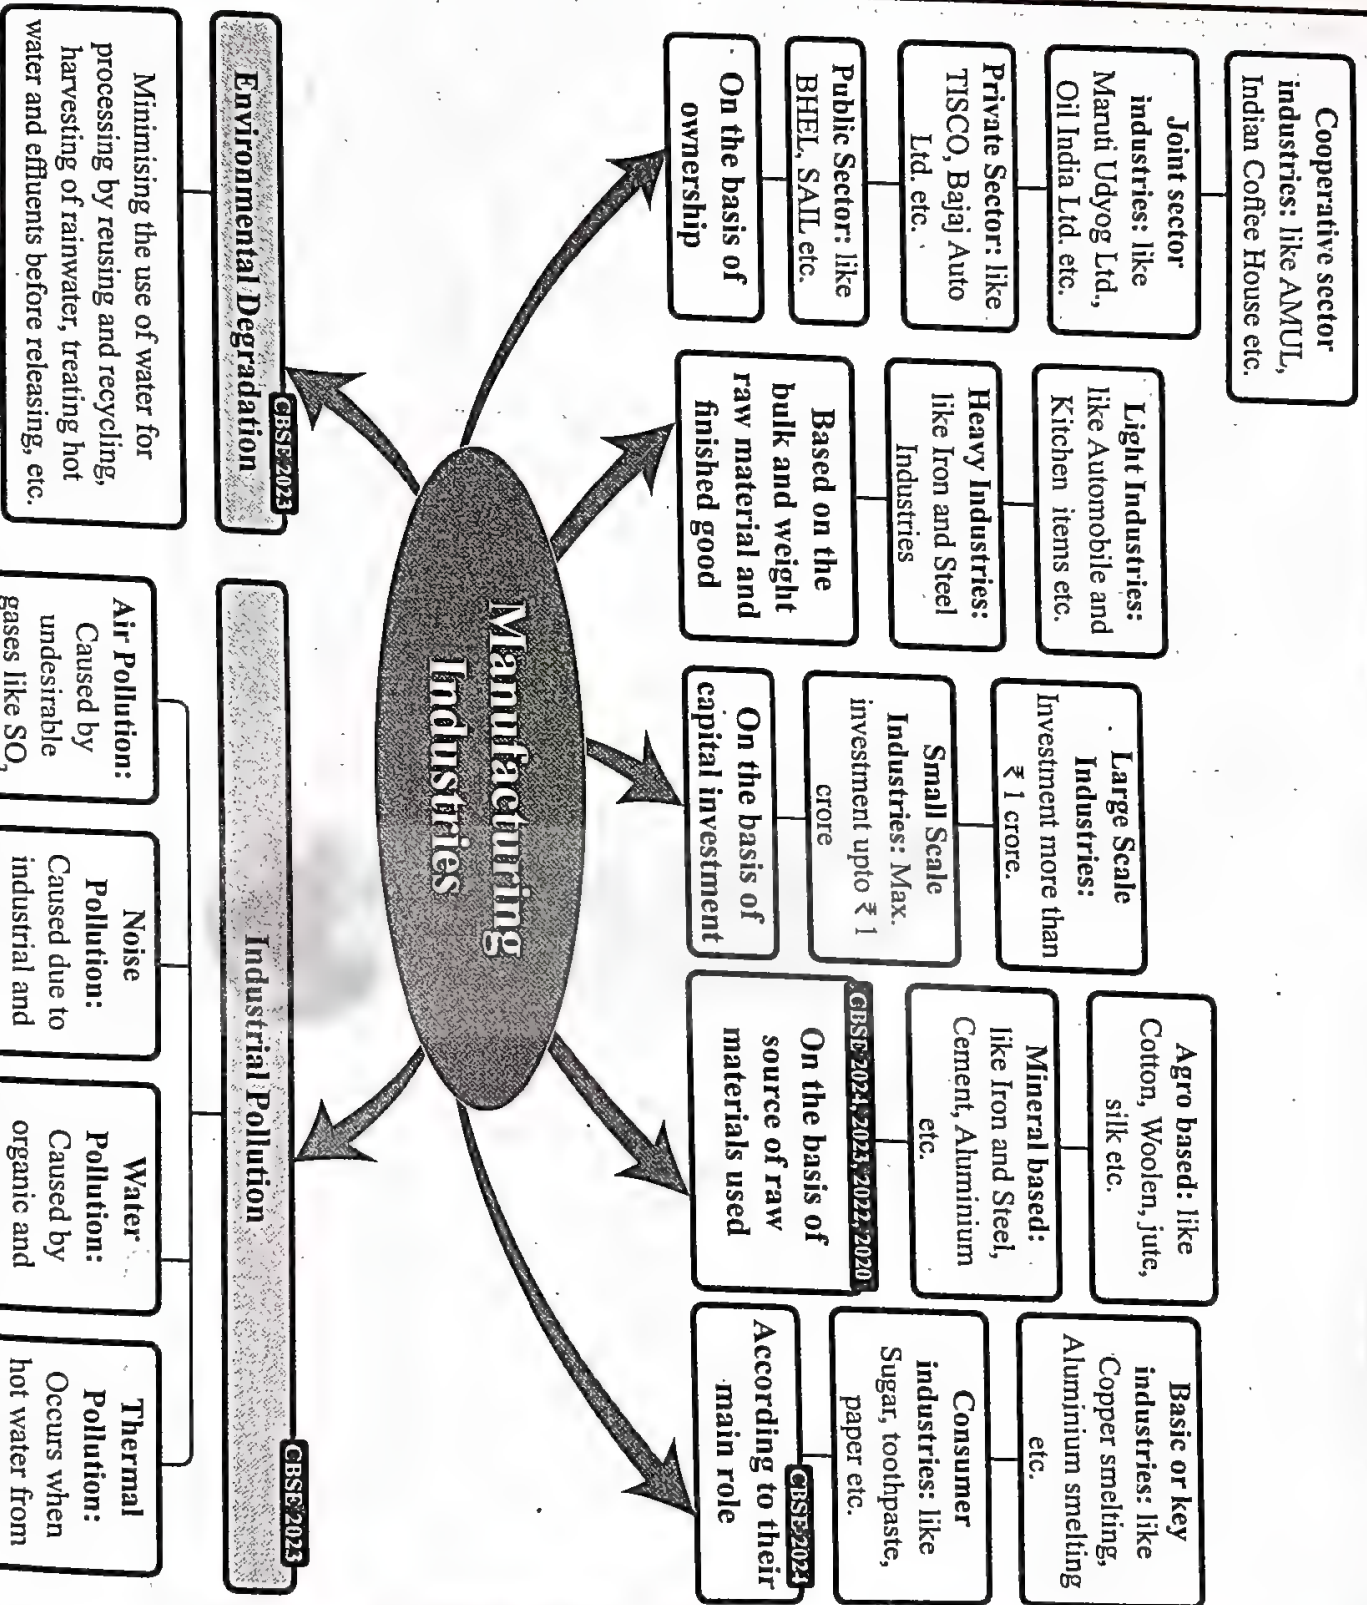 Cooperative sector
industries: like AMUL,
Indian Coffee House etc.
Joint sector
industries: like
Maruti Udyog Ltd.,
Oil India Ltd. etc.
Private Sector: like
TISCO, Bajaj Auto
Ltd. etc.
Public Sector: like
BHEL, SAIL etc.
On the basis of
ownership
Light Industries:
like Automobile and
Kitchen items etc.
Heavy Industries:
like Iron and Steel
Industries
Based on the
bulk and weight
raw material and
finished good
Large Scale
Industries:
Investment more than
₹ 1 crore.
Small Scale
Industries: Max.
investment upto ₹ 1
crore
On the basis of
capital investment
Agro based: like
Cotton, Woolen, jute,
silk etc.
Mineral based:
like Iron and Steel,
Cement, Aluminium
etc.
CBSE 2024, 2023, 2022, 2020
On the basis of
source of raw
materials used
Basic or key
industries: like
Copper smelting,
Aluminium smelting
etc.
Consumer
industries: like
Sugar, toothpaste,
paper etc.
CBSE 2024
According to their
main role
Manufacturing
Industries
CBSE 2023
Environmental Degradation
Minimising the use of water for
processing by reusing and recycling,
harvesting of rainwater, treating hot
water and effluents before releasing, etc.
CBSE 2023
Industrial Pollution
Air Pollution:
Caused by
undesirable
gases like SO₂
Noise
Pollution:
Caused due to
industrial and
Water
Pollution:
Caused by
organic and
Thermal
Pollution:
Occurs when
hot water from